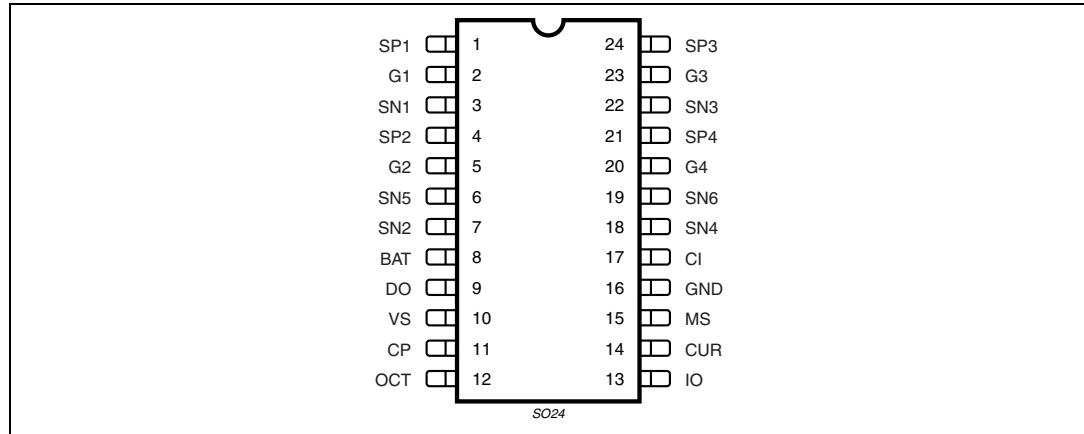 SP1 1 24 SP3
G1 2 23 G3
SN1 3 22 SN3
SP2 4 21 SP4
G2 5 20 G4
SN5 6 19 SN6
SN2 7 18 SN4
BAT 8 17 CI
DO 9 16 GND
VS 10 15 MS
CP 11 14 CUR
OCT 12 13 IO
SO24